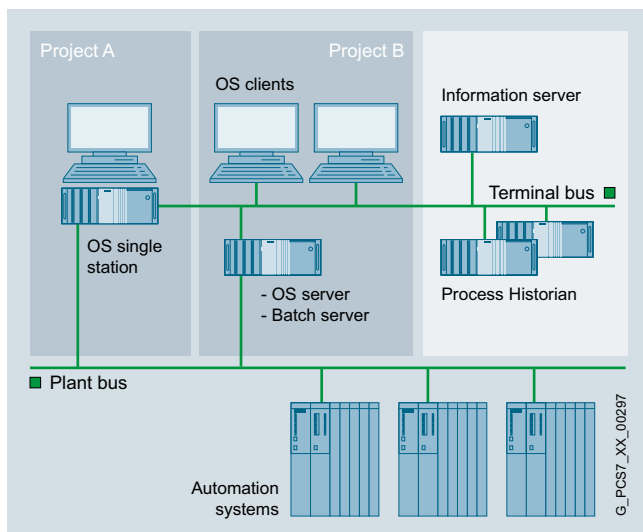 Project A
Project B
OS clients
Information server
Terminal bus
OS single
station
- OS server
- Batch server
Process Historian
Plant bus
Automation
systems
G_PCS7_XX_00297